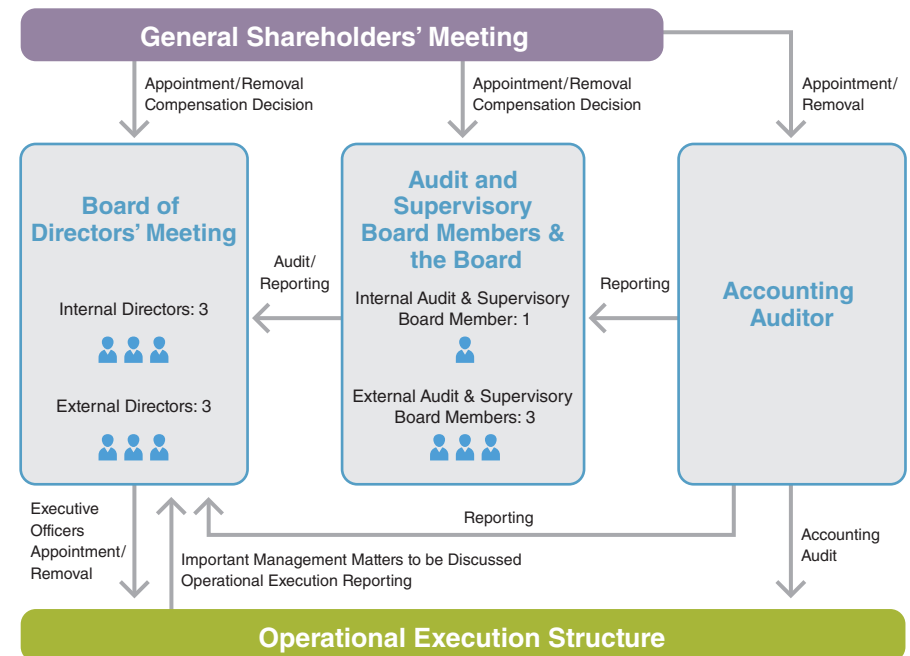 General Shareholders’ Meeting
Appointment/Removal
Compensation Decision
Appointment/Removal
Compensation Decision
Appointment/
Removal
Board of
Directors’ Meeting
Internal Directors: 3
External Directors: 3
Audit/
Reporting
Audit and
Supervisory
Board Members &
the Board
Internal Audit & Supervisory
Board Member: 1
External Audit & Supervisory
Board Members: 3
Reporting
Accounting
Auditor
Executive
Officers
Appointment/
Removal
Important Management Matters to be Discussed
Operational Execution Reporting
Reporting
Accounting
Audit
Operational Execution Structure